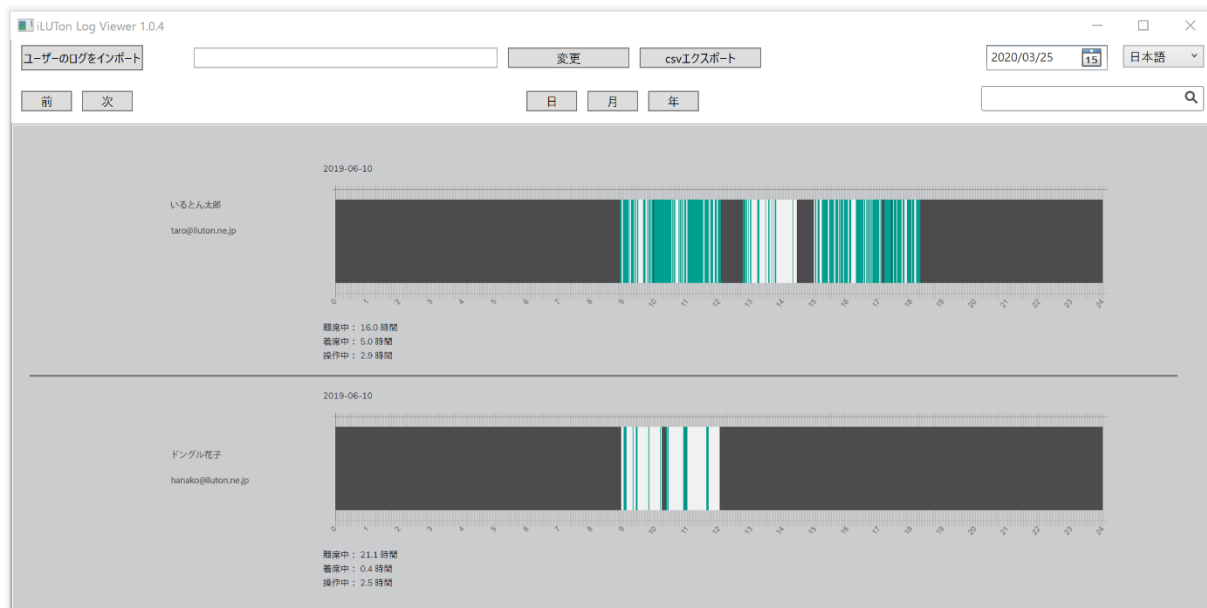 iLUTon Log Viewer 1.0.4
ユーザーのログをインポート
変更
csvエクスポート
2020/03/25
15
日本語
前
次
日
月
年
2019-06-10
いるとん太郎
taro@iluton.ne.jp
0 1 2 3 4 5 6 7 8 9 10 11 12 13 14 15 16 17 18 19 20 21 22 23 24
離席中： 16.0 時間
着席中： 5.0 時間
操作中： 2.9 時間
2019-06-10
ドングル花子
hanako@iluton.ne.jp
0 1 2 3 4 5 6 7 8 9 10 11 12 13 14 15 16 17 18 19 20 21 22 23 24
離席中： 21.1 時間
着席中： 0.4 時間
操作中： 2.5 時間